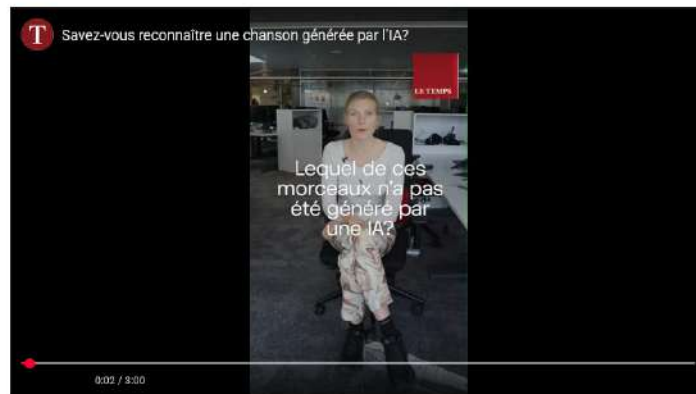 T
Savez-vous reconnaître une chanson générée par l'IA?
LE TEMPS
Lequel de ces
morceaux n'a pas
été généré par
une IA?
0:02 / 3:00